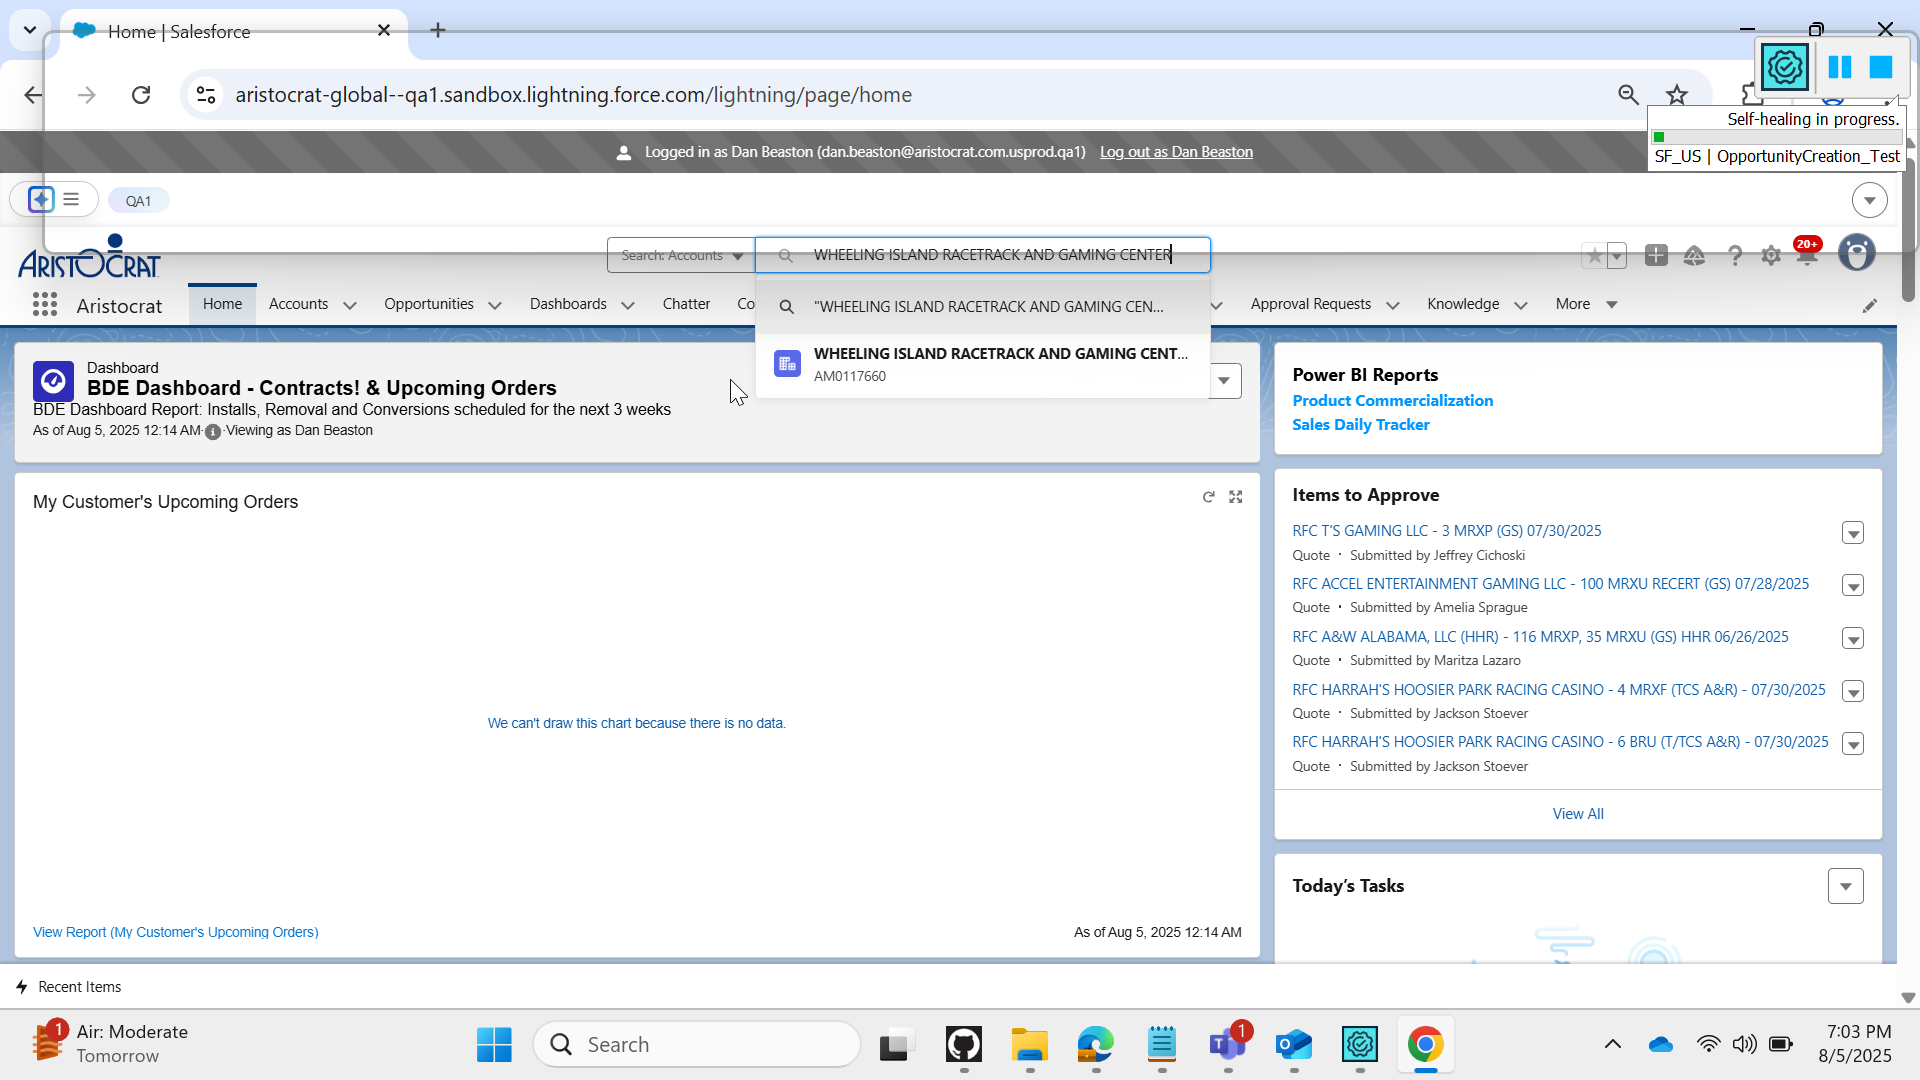 Home | Salesforce
aristocrat-global--qa1.sandbox.lightning.force.com/lightning/page/home
Self-healing in progress.
SF_US | OpportunityCreation_Test
Logged in as Dan Beaston (dan.beaston@aristocrat.com.usprod.qa1) Log out as Dan Beaston
QA1
ARISTOCRAT
Search: Accounts
WHEELING ISLAND RACETRACK AND GAMING CENTER
20+
Aristocrat
Home
Accounts
Opportunities
Dashboards
Chatter
Co
Approval Requests
Knowledge
More
"WHEELING ISLAND RACETRACK AND GAMING CEN...
WHEELING ISLAND RACETRACK AND GAMING CENT...
AM0117660
Dashboard
BDE Dashboard - Contracts! & Upcoming Orders
BDE Dashboard Report: Installs, Removal and Conversions scheduled for the next 3 weeks
As of Aug 5, 2025 12:14 AM·Viewing as Dan Beaston
My Customer's Upcoming Orders
We can't draw this chart because there is no data.
View Report (My Customer's Upcoming Orders)
As of Aug 5, 2025 12:14 AM
Power BI Reports
Product Commercialization
Sales Daily Tracker
Items to Approve
RFC T'S GAMING LLC - 3 MRXP (GS) 07/30/2025
Quote · Submitted by Jeffrey Cichoski
RFC ACCEL ENTERTAINMENT GAMING LLC - 100 MRXU RECERT (GS) 07/28/2025
Quote · Submitted by Amelia Sprague
RFC A&W ALABAMA, LLC (HHR) - 116 MRXP, 35 MRXU (GS) HHR 06/26/2025
Quote · Submitted by Maritza Lazaro
RFC HARRAH'S HOOSIER PARK RACING CASINO - 4 MRXF (TCS A&R) - 07/30/2025
Quote · Submitted by Jackson Stoever
RFC HARRAH'S HOOSIER PARK RACING CASINO - 6 BRU (T/TCS A&R) - 07/30/2025
Quote · Submitted by Jackson Stoever
View All
Today's Tasks
Recent Items
1
Air: Moderate
Tomorrow
Search
1
7:03 PM
8/5/2025